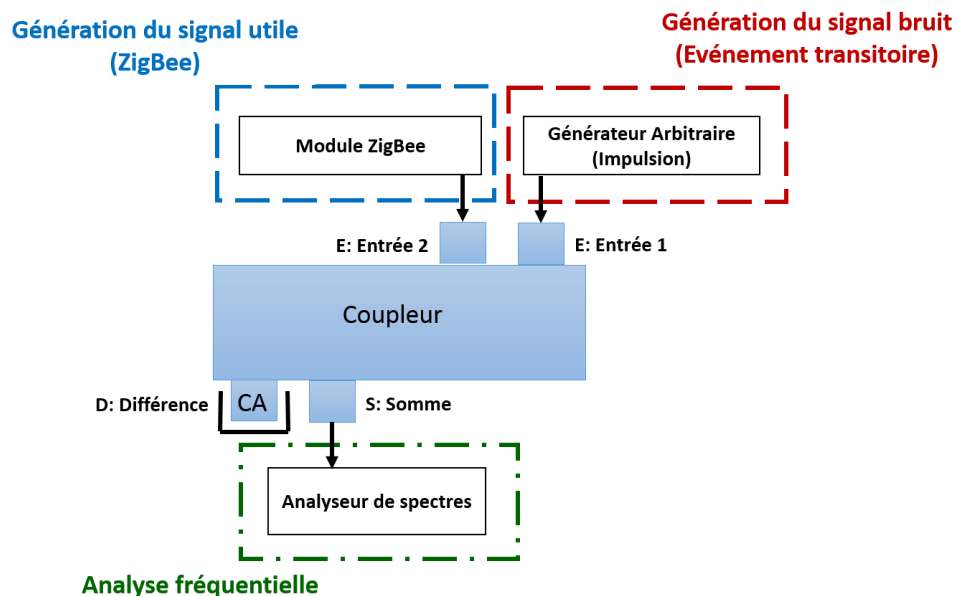 Génération du signal utile
(ZigBee)
Génération du signal bruit
(Evénement transitoire)
Module ZigBee
Générateur Arbitraire
(Impulsion)
E: Entrée 2
E: Entrée 1
Coupleur
D: Différence
CA
S: Somme
Analyseur de spectres
Analyse fréquentielle